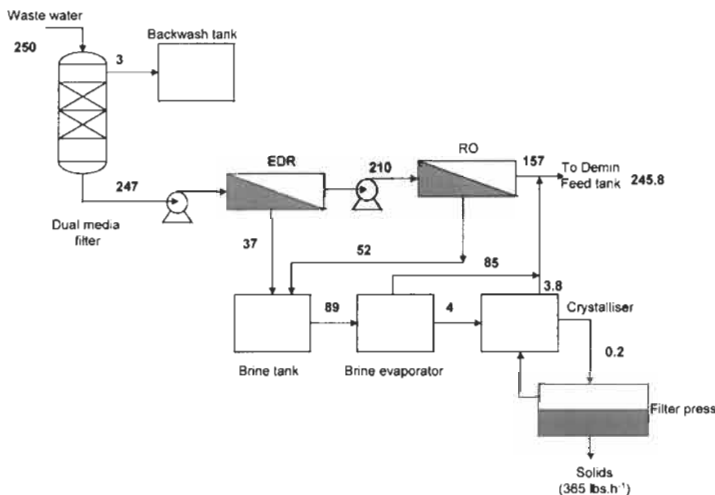 Waste water
250
3
Backwash tank
EDR
210
RO
157
To Demin
Feed tank
245.8
247
Dual media
filter
37
52
85
3.8
89
4
Crystalliser
0.2
Brine tank
Brine evaporator
Filter press
Solids
(365 lbs.h⁻¹)